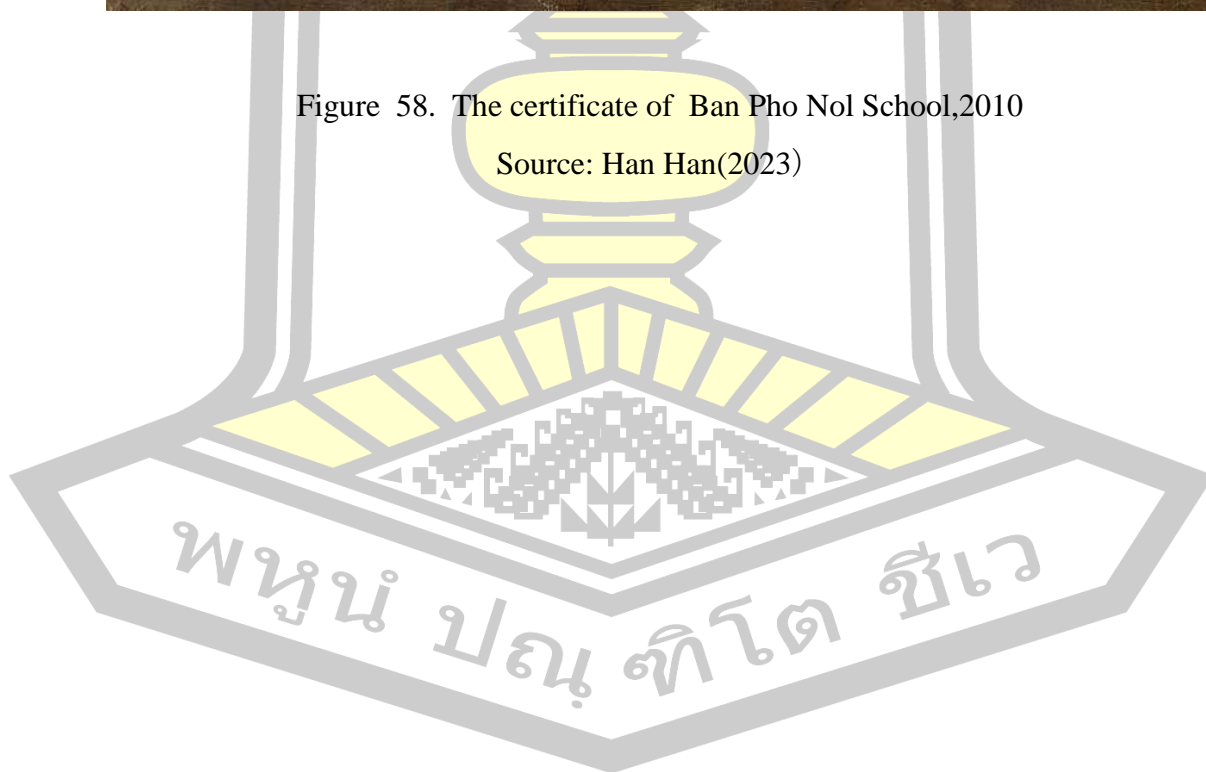 Figure 58. The certificate of Ban Pho Nol School,2010
Source: Han Han(2023）
พหูนํ ปณฺฑิโต ชีเว